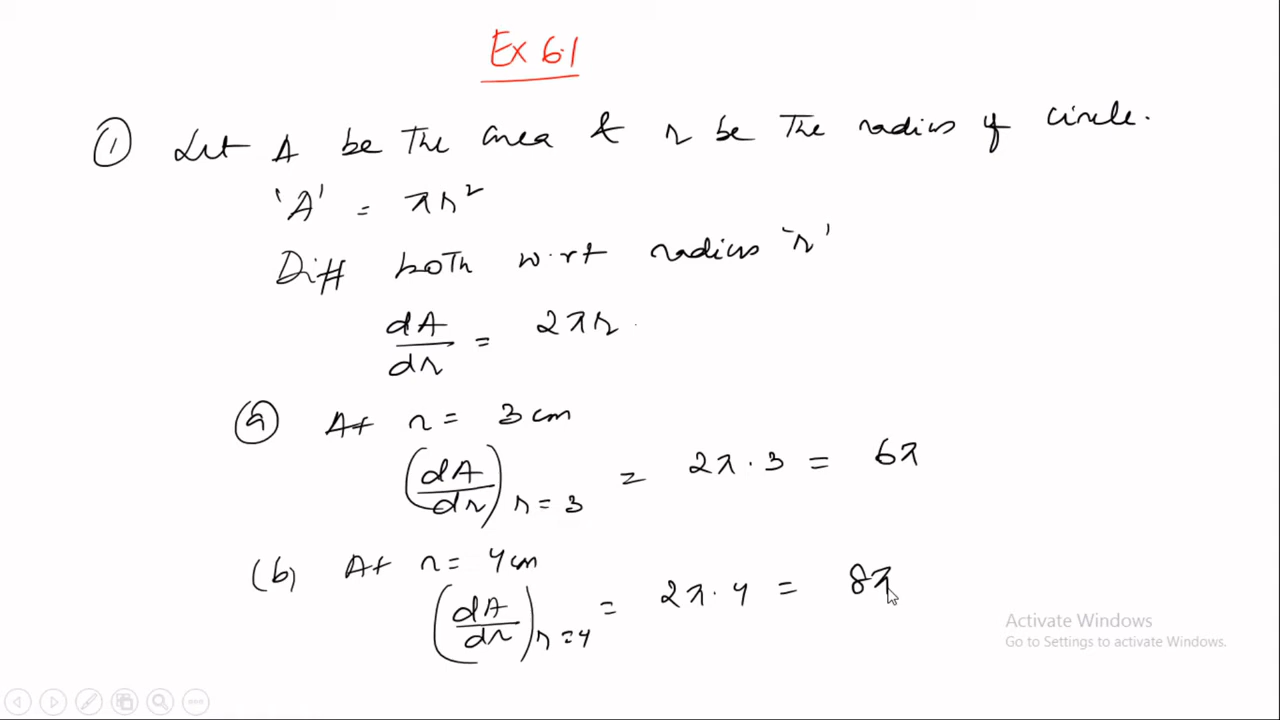 Ex 6.1
① Let A be the area & r be the radius of circle.
'A' = πr²
Diff both w.r.t radius 'r'
dA/dr = 2πr.
ⓐ At r = 3 cm
(dA/dr) r = 3 = 2π · 3 = 6π
(b) At r = 4 cm
(dA/dr) r = 4 = 2π · 4 = 8π
Activate Windows
Go to Settings to activate Windows.